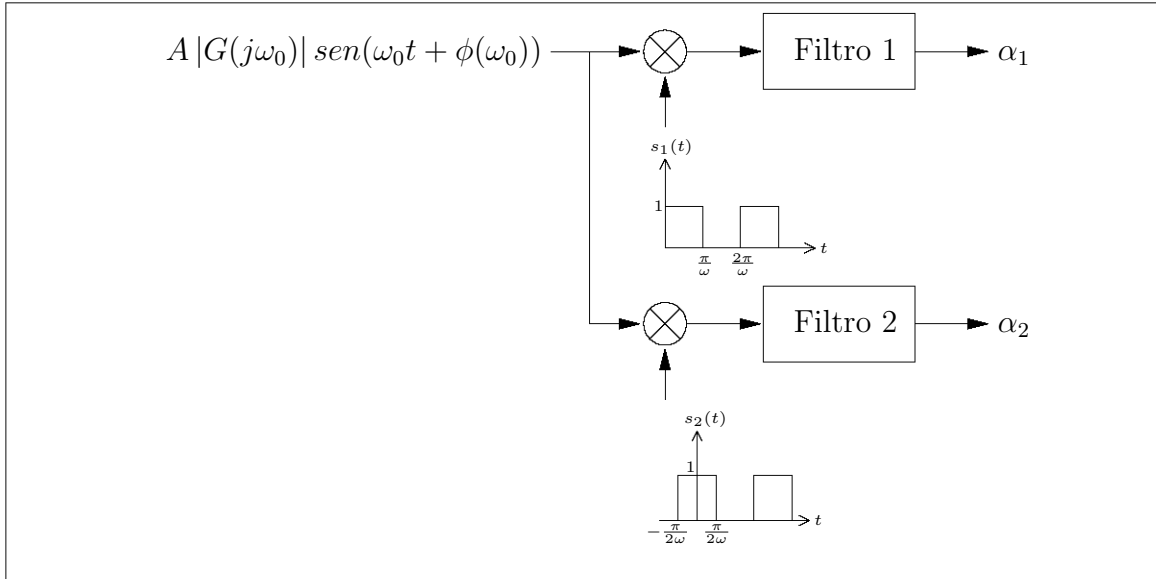 A |G(jω₀)| sen(ω₀t + ϕ(ω₀))
Filtro 1
α₁
s₁(t)
1
t
π/ω
2π/ω
Filtro 2
α₂
s₂(t)
1
t
−π/2ω
π/2ω